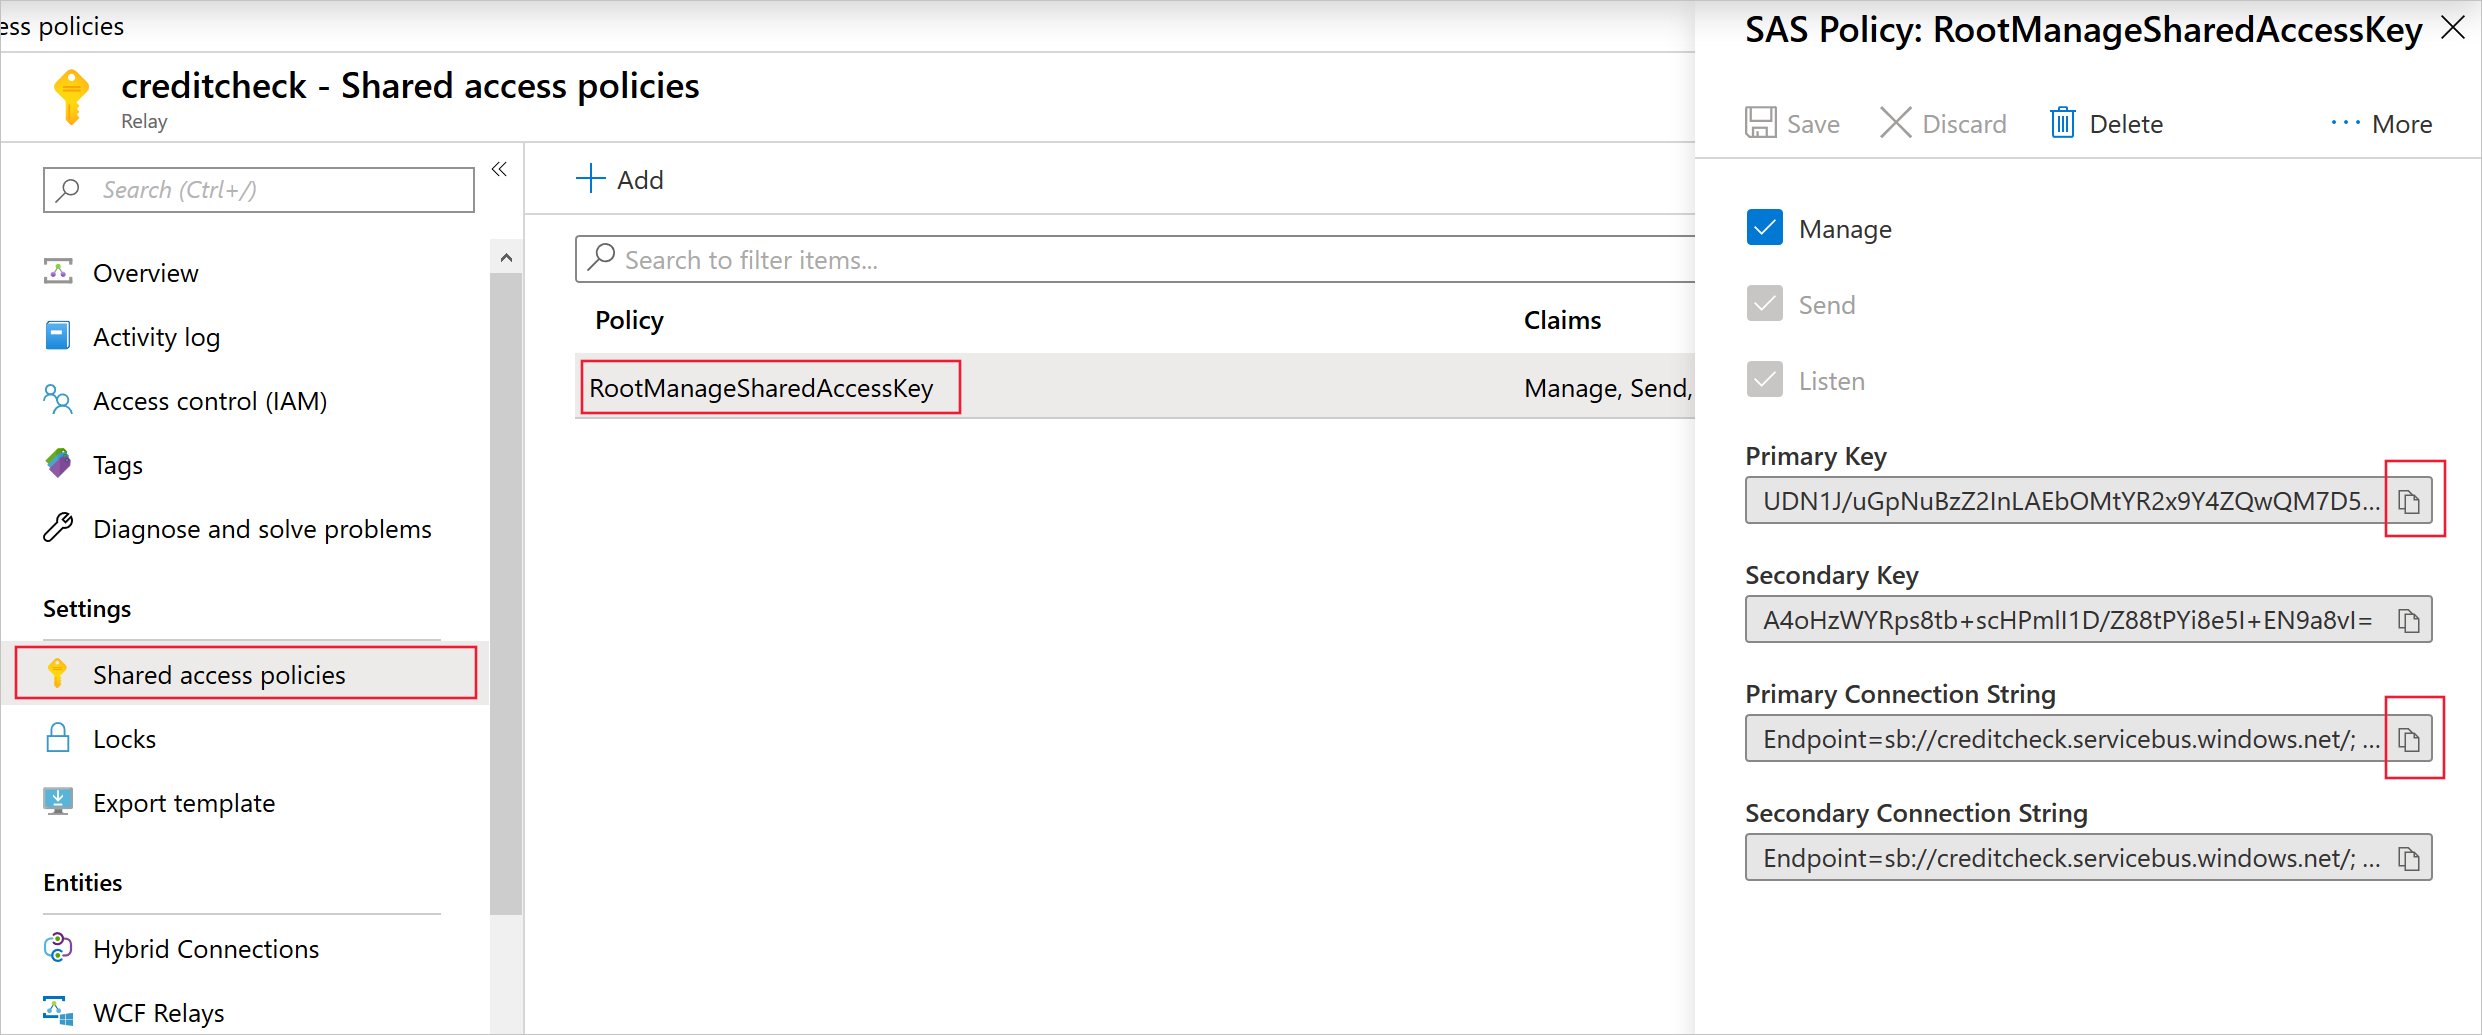 ess policies
creditcheck - Shared access policies
Relay
Search (Ctrl+/)
Overview
Activity log
Access control (IAM)
Tags
Diagnose and solve problems
Settings
Shared access policies
Locks
Export template
Entities
Hybrid Connections
WCF Relays
Add
Search to filter items...
Policy Claims
RootManageSharedAccessKey Manage, Send,
SAS Policy: RootManageSharedAccessKey
Save Discard Delete ··· More
Manage
Send
Listen
Primary Key
UDN1J/uGpNuBzZ2InLAEbOMtYR2x9Y4ZQwQM7D5...
Secondary Key
A4oHzWYRps8tb+scHPmlI1D/Z88tPYi8e5I+EN9a8vI=
Primary Connection String
Endpoint=sb://creditcheck.servicebus.windows.net/; ...
Secondary Connection String
Endpoint=sb://creditcheck.servicebus.windows.net/; ...